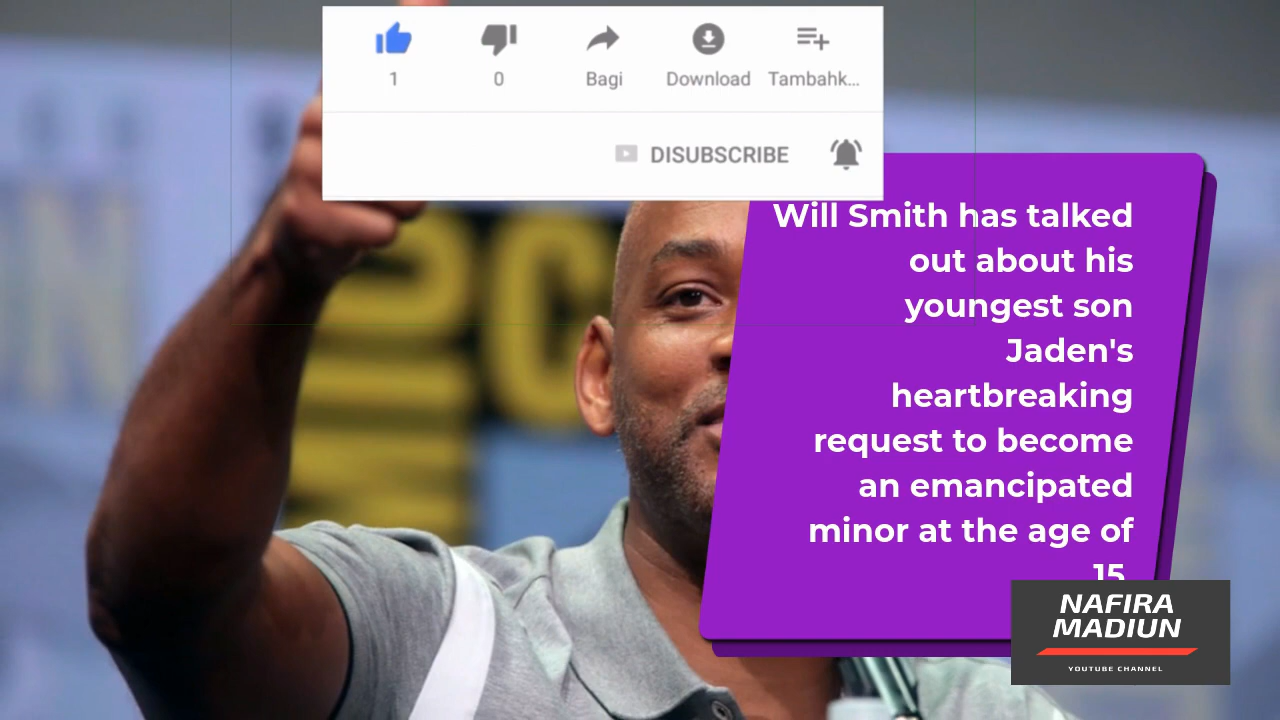 1
0
Bagi
Download
Tambahk...
DISUBSCRIBE
Will Smith has talked
out about his
youngest son
Jaden's
heartbreaking
request to become
an emancipated
minor at the age of
15
NAFIRA
MADIUN
YOUTUBE CHANNEL